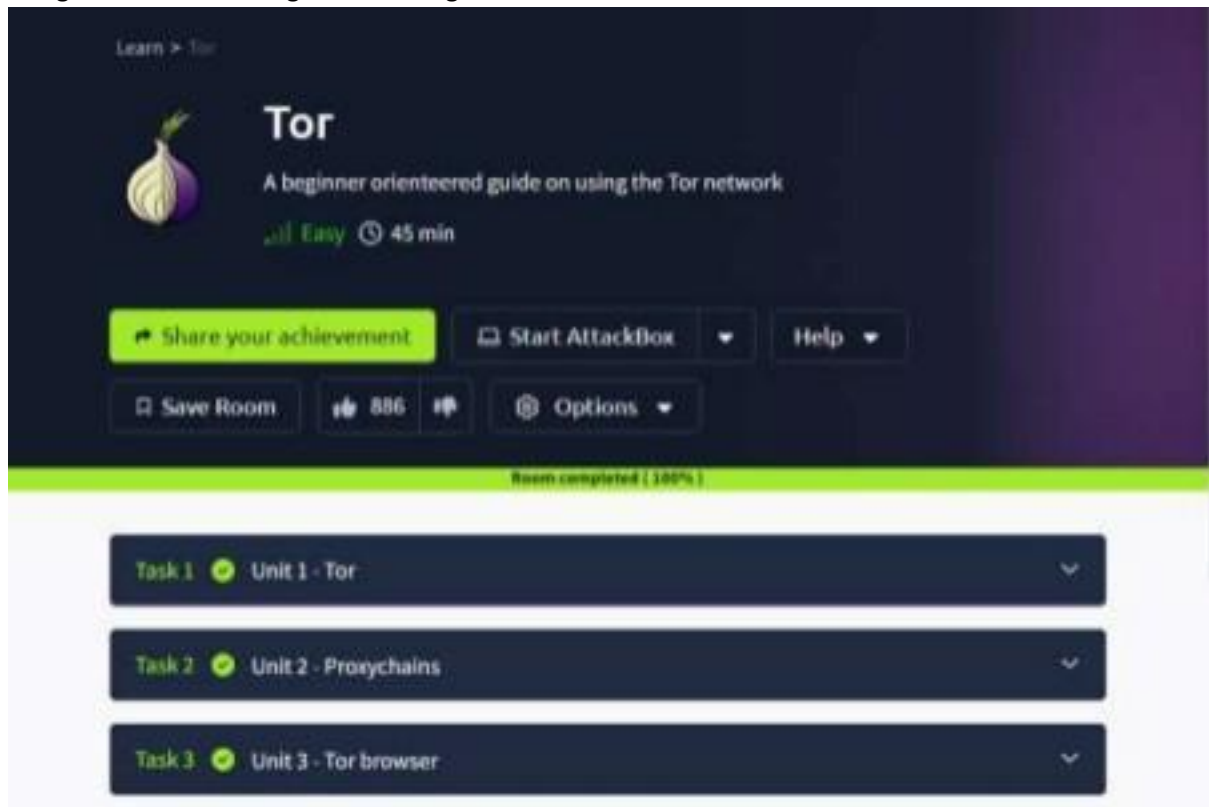 Learn > Tor
Tor
A beginner orienteered guide on using the Tor network
Easy 45 min
Share your achievement Start AttackBox Help
Save Room 886 Options
Room completed ( 100% )
Task 1 Unit 1 - Tor
Task 2 Unit 2 - Proxychains
Task 3 Unit 3 - Tor browser